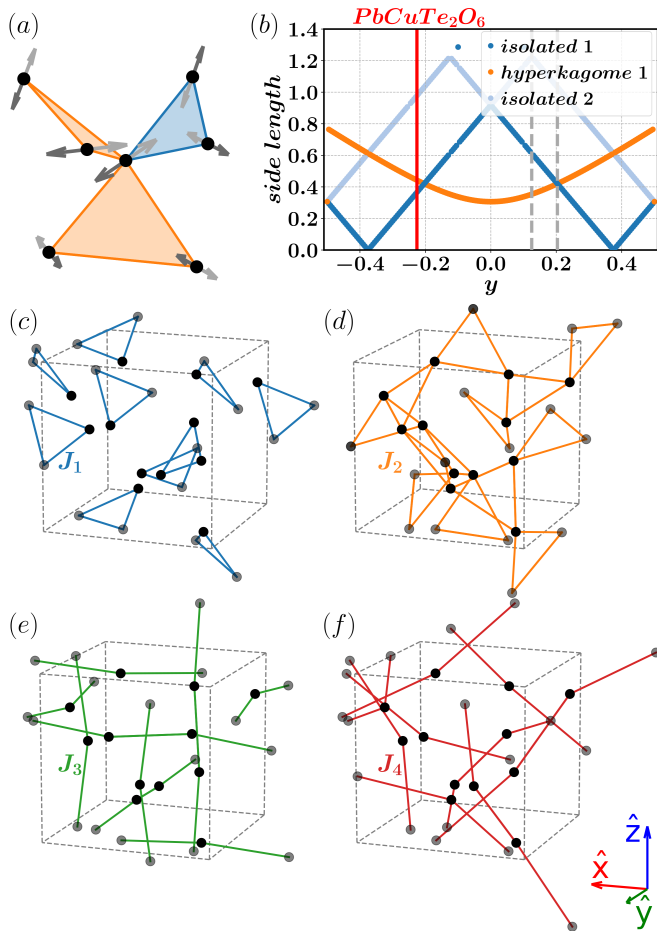 (a)
(b)
PbCuTe₂O₆
1.4
1.2
1.0
0.8
0.6
0.4
0.2
0.0
side length
isolated 1
hyperkagome 1
isolated 2
−0.4
−0.2
0.0
0.2
0.4
y
(c)
J₁
(d)
J₂
(e)
J₃
(f)
J₄
ẑ
x̂
ŷ